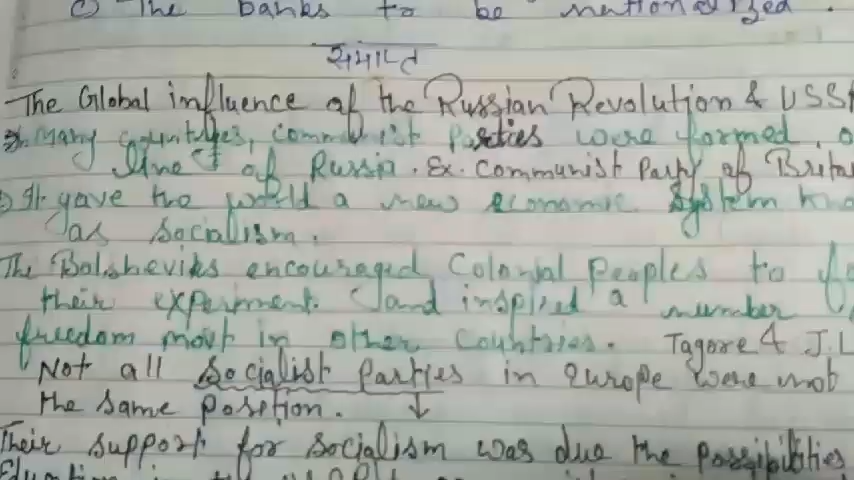 c) The banks to be nationalized.
समाप्त
The Global influence of the Russian Revolution & USS
Many countries, communist parties were formed, o
line of Russia. Ex. Communist Party of Brita
It gave the world a new economic system
as socialism.
The Bolsheviks encouraged Colonial Peoples to fo
their experiment. and inspired a number
freedom movt in other countries. Tagore & J.L
Not all Socialist Parties in Europe were
the same position. ↓
Their support for socialism was due the possibilities